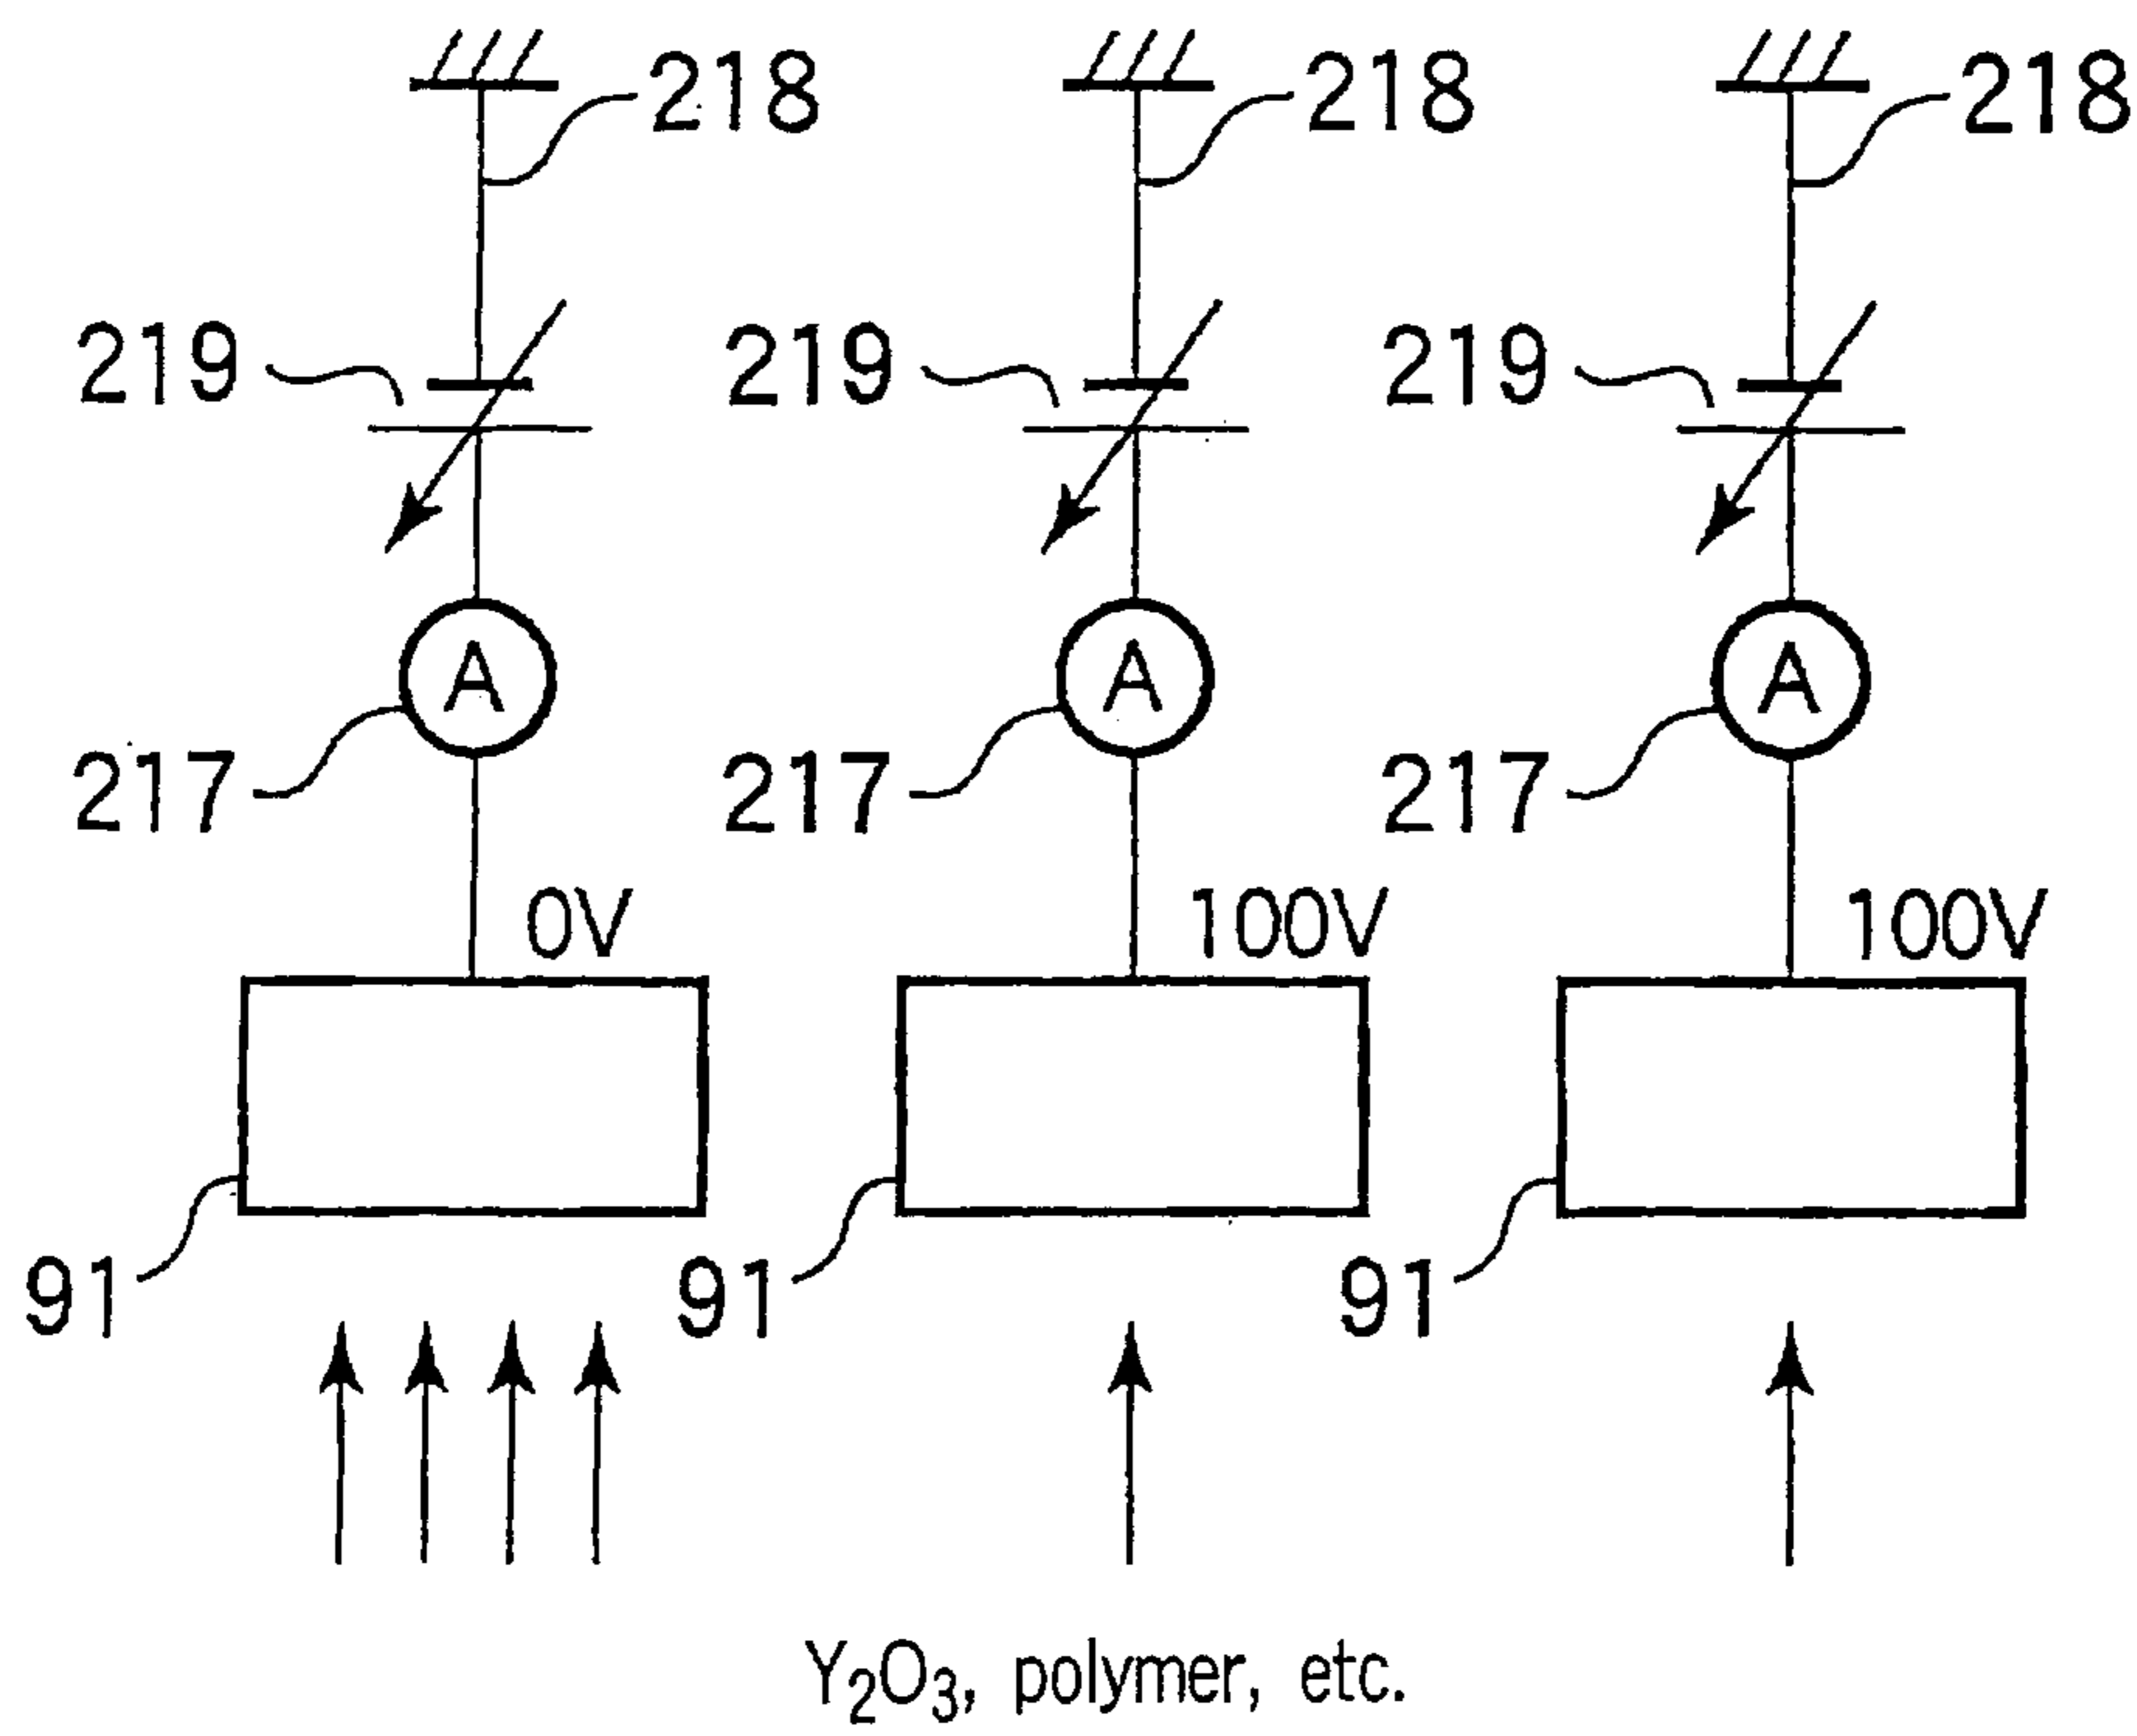 218 218 218
219 219 219
A A A
217 217 217
0V 100V 100V
91 91 91
Y2O3, polymer, etc.